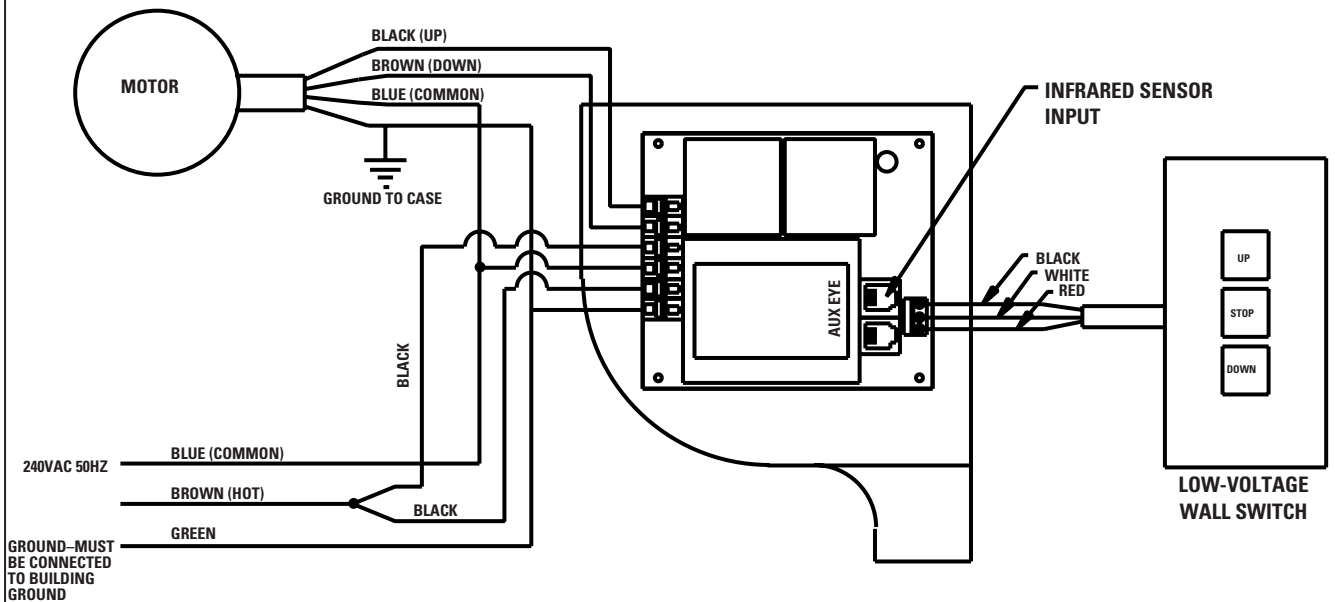 BLACK (UP)
BROWN (DOWN)
MOTOR
BLUE (COMMON)
INFRARED SENSOR
INPUT
GROUND TO CASE
AUX EYE
BLACK
WHITE
RED
UP
STOP
DOWN
BLACK
240VAC 50HZ
BLUE (COMMON)
BROWN (HOT)
BLACK
GREEN
GROUND–MUST
BE CONNECTED
TO BUILDING
GROUND
LOW-VOLTAGE
WALL SWITCH